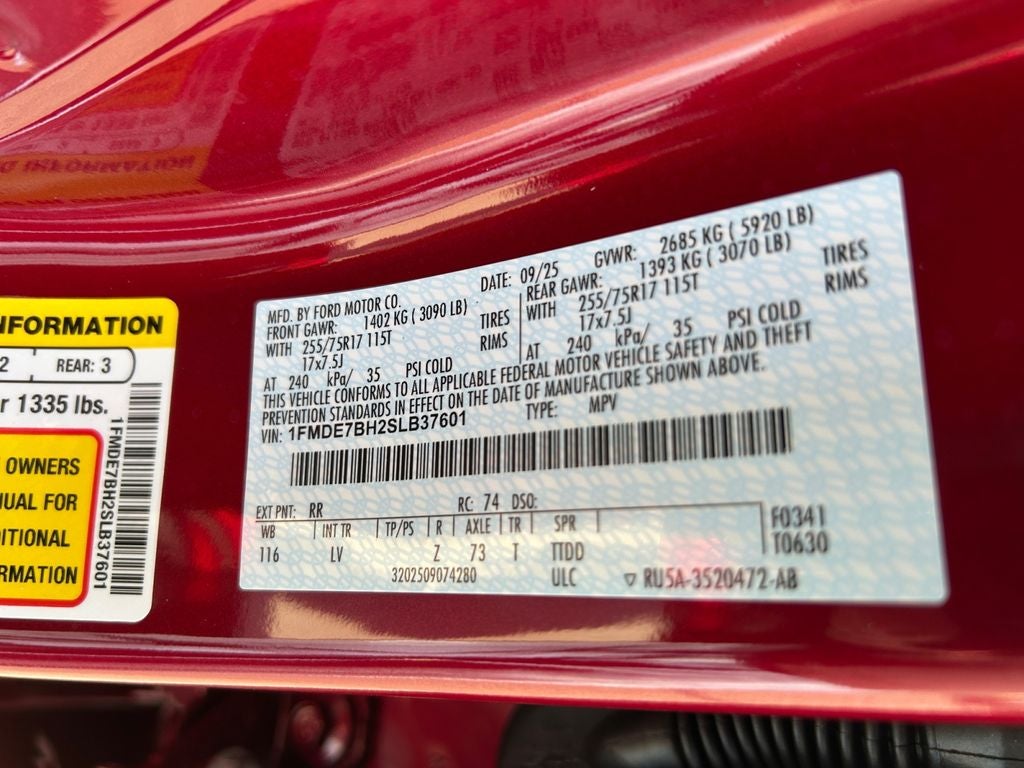 NFORMATION
2 REAR: 3
r 1335 lbs.
OWNERS
UAL FOR
ITIONAL
RMATION
1FMDE7BH2SLB37601
MFD. BY FORD MOTOR CO.
DATE: 09/25 GVWR: 2685 KG ( 5920 LB)
FRONT GAWR: 1402 KG ( 3090 LB)
REAR GAWR: 1393 KG ( 3070 LB)
WITH 255/75R17 115T TIRES
WITH 255/75R17 115T TIRES
17x7.5J RIMS
17x7.5J RIMS
AT 240 kPa/ 35 PSI COLD
AT 240 kPa/ 35 PSI COLD
THIS VEHICLE CONFORMS TO ALL APPLICABLE FEDERAL MOTOR VEHICLE SAFETY AND THEFT
PREVENTION STANDARDS IN EFFECT ON THE DATE OF MANUFACTURE SHOWN ABOVE.
VIN: 1FMDE7BH2SLB37601 TYPE: MPV
EXT PNT: RR RC: 74 DSO:
WB INT TR TP/PS R AXLE TR SPR F0341
116 LV Z 73 T TTDD T0630
3202509074280 ULC ▽ RU5A-3520472-AB